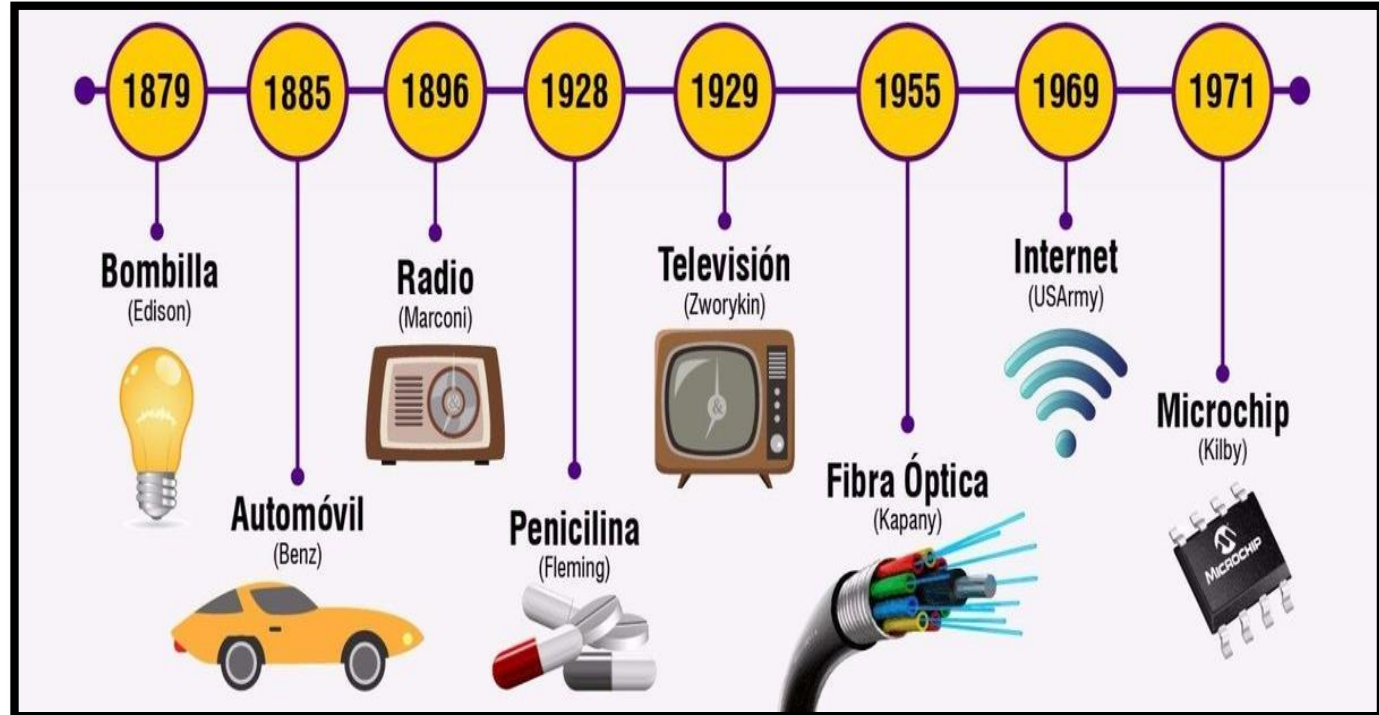 1879
1885
1896
1928
1929
1955
1969
1971
Bombilla
(Edison)
Automóvil
(Benz)
Radio
(Marconi)
&
Penicilina
(Fleming)
Televisión
(Zworykin)
&
Fibra Óptica
(Kapany)
Internet
(USArmy)
Microchip
(Kilby)
MICROCHIP